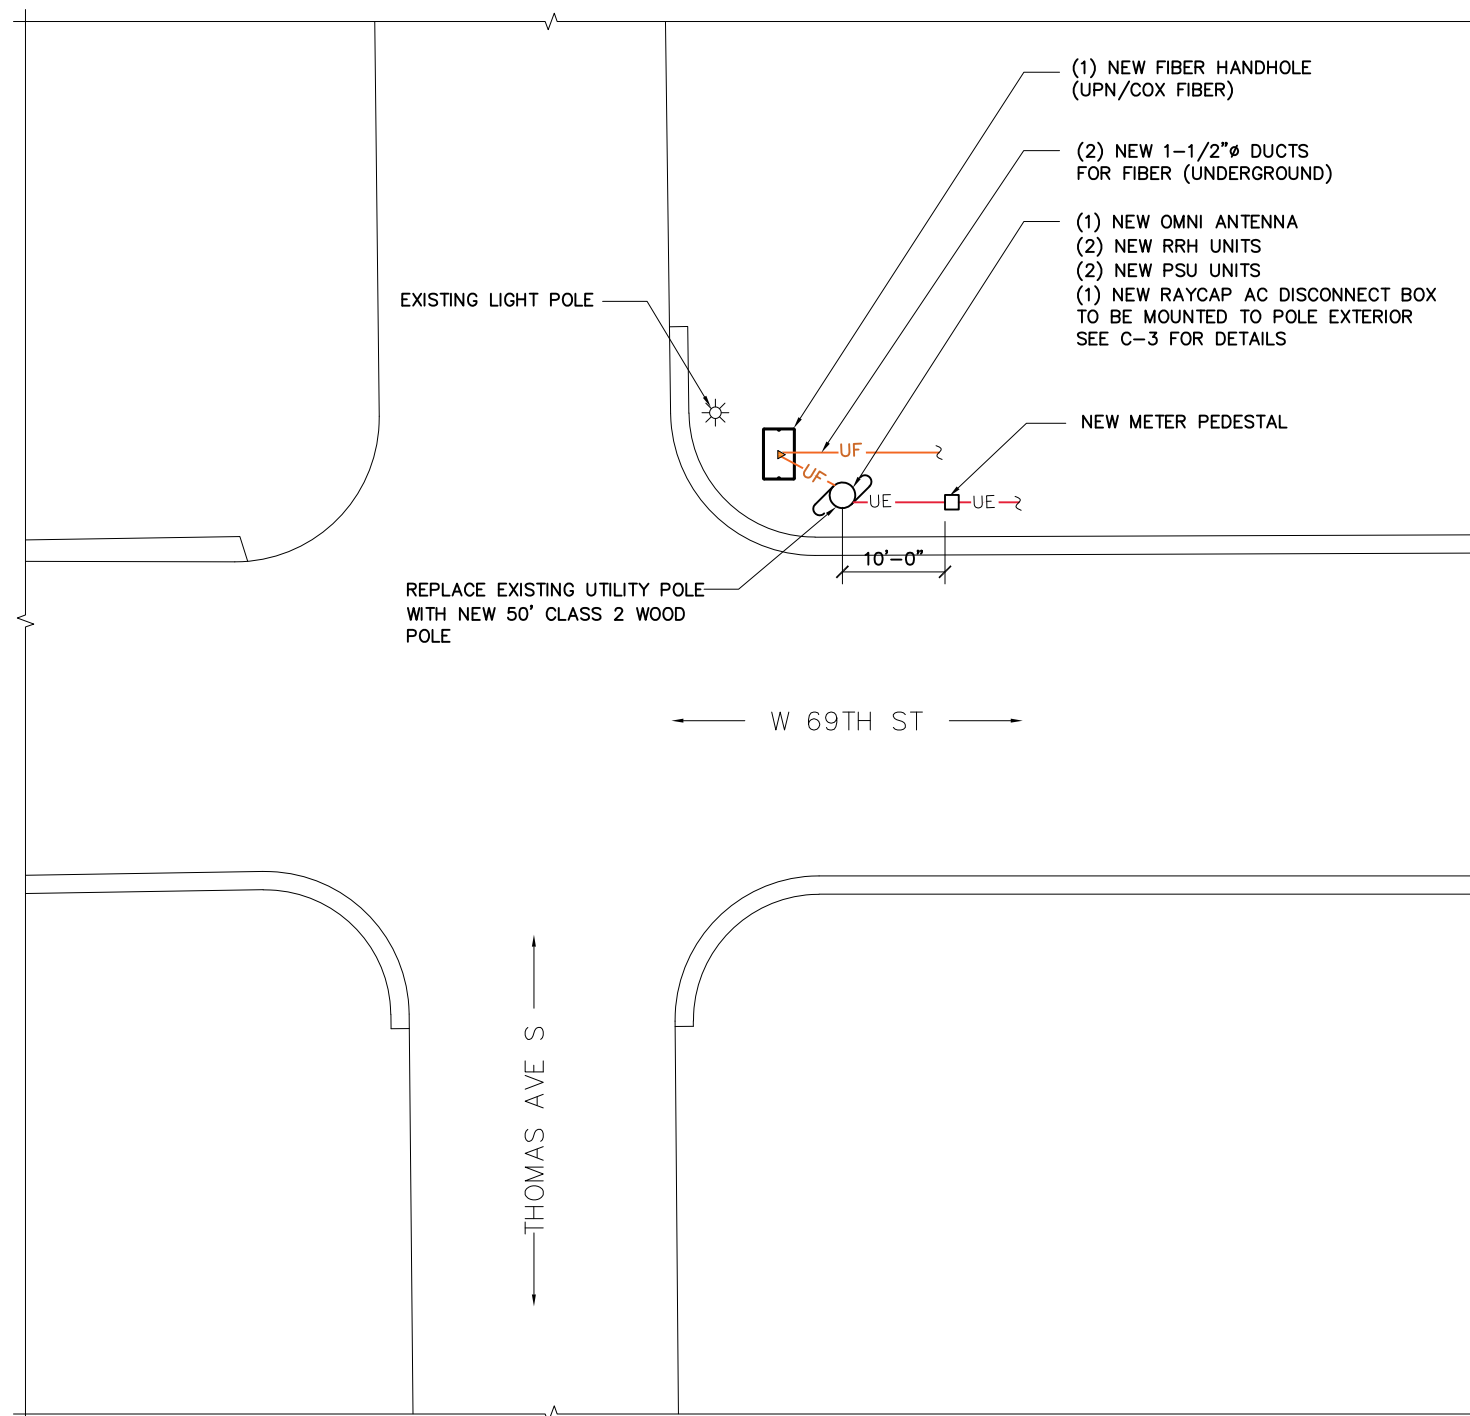 (1) NEW FIBER HANDHOLE
(UPN/COX FIBER)
(2) NEW 1-1/2"ø DUCTS
FOR FIBER (UNDERGROUND)
(1) NEW OMNI ANTENNA
(2) NEW RRH UNITS
(2) NEW PSU UNITS
(1) NEW RAYCAP AC DISCONNECT BOX
TO BE MOUNTED TO POLE EXTERIOR
SEE C-3 FOR DETAILS
EXISTING LIGHT POLE
NEW METER PEDESTAL
UF
UF
UE
UE
10'-0"
REPLACE EXISTING UTILITY POLE
WITH NEW 50' CLASS 2 WOOD
POLE
W 69TH ST
THOMAS AVE S